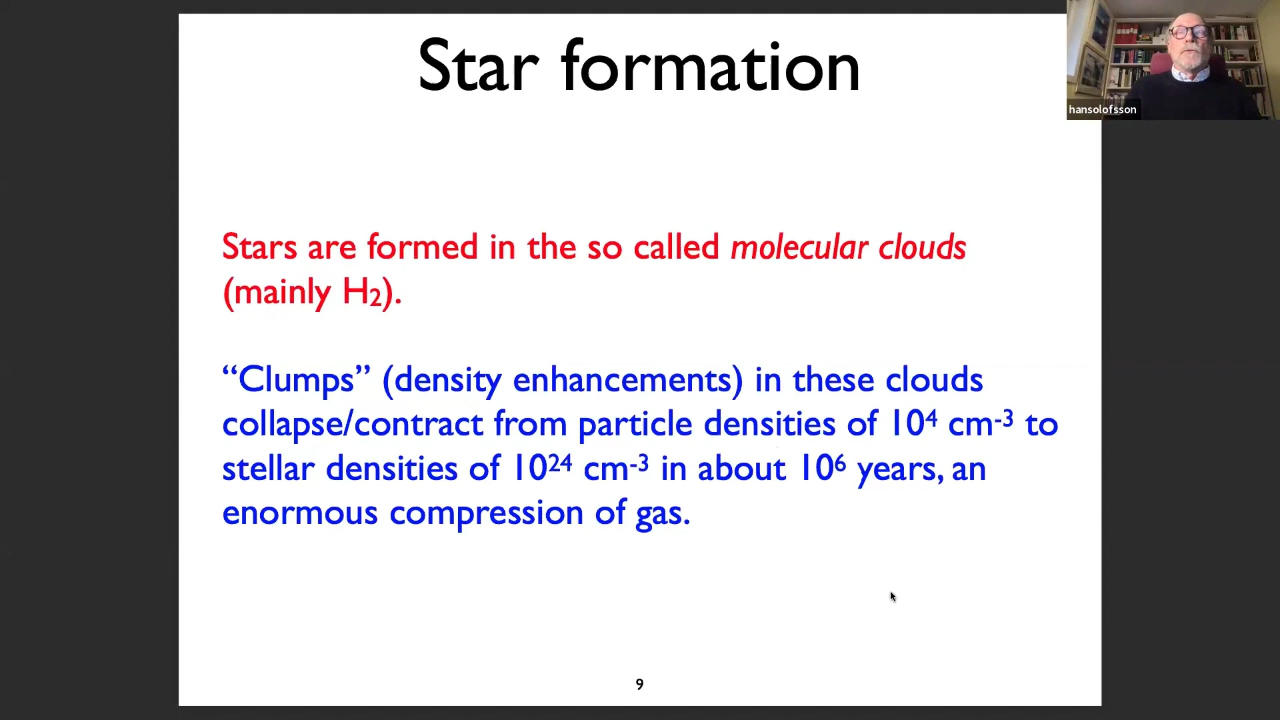 Star formation
hansolofsson
Stars are formed in the so called molecular clouds
(mainly H₂).
“Clumps” (density enhancements) in these clouds
collapse/contract from particle densities of 10⁴ cm⁻³ to
stellar densities of 10²⁴ cm⁻³ in about 10⁶ years, an
enormous compression of gas.
9